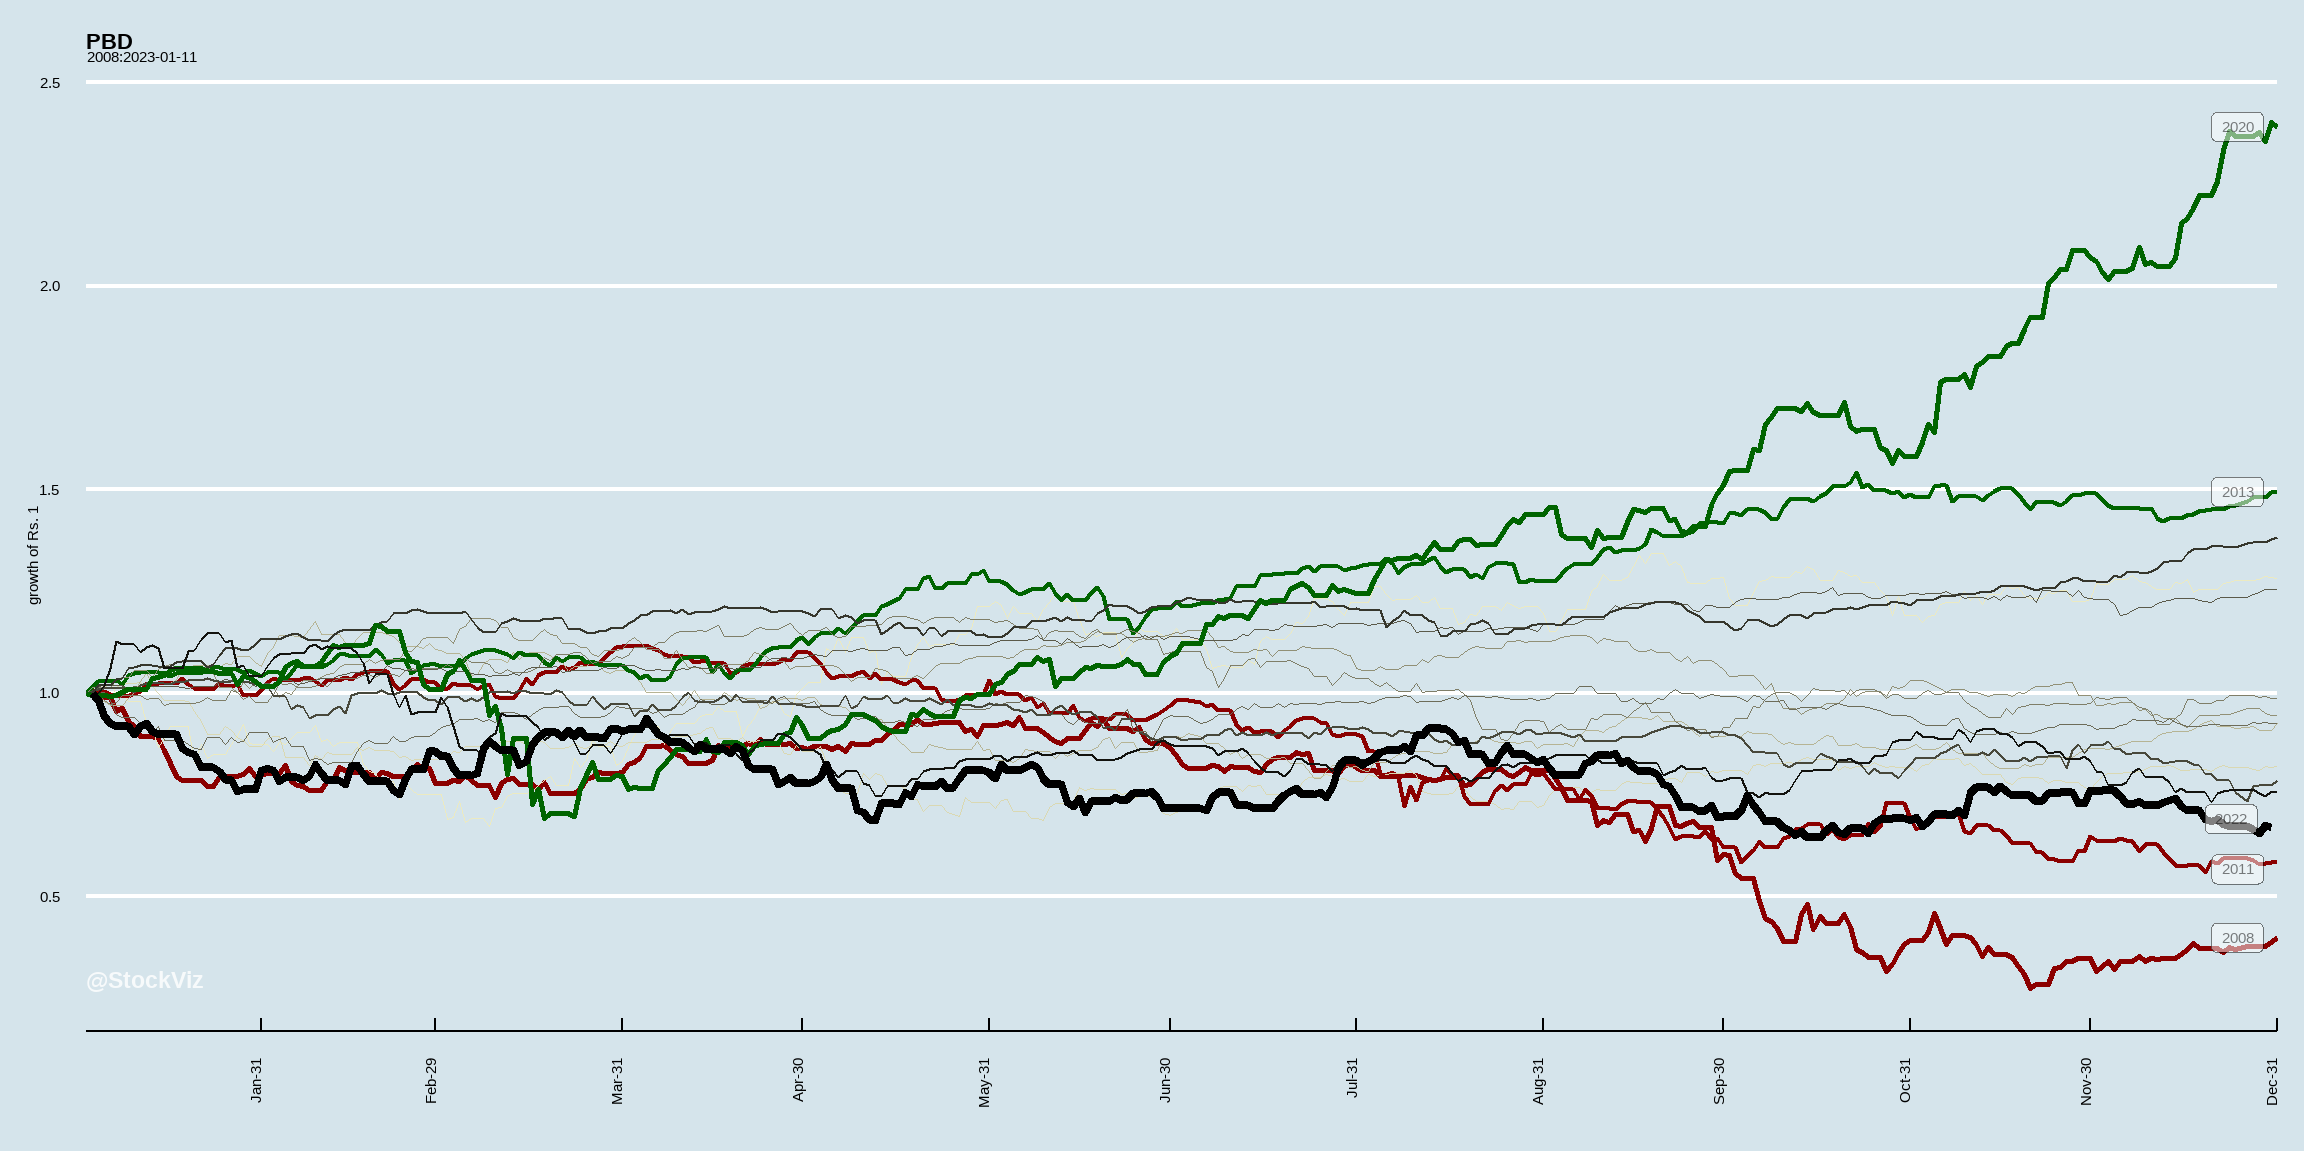 PBD
2008:2023-01-11
2.5
2.0
1.5
1.0
0.5
growth of Rs. 1
2020
2013
2022
2011
2008
@StockViz
Jan-31
Feb-29
Mar-31
Apr-30
May-31
Jun-30
Jul-31
Aug-31
Sep-30
Oct-31
Nov-30
Dec-31